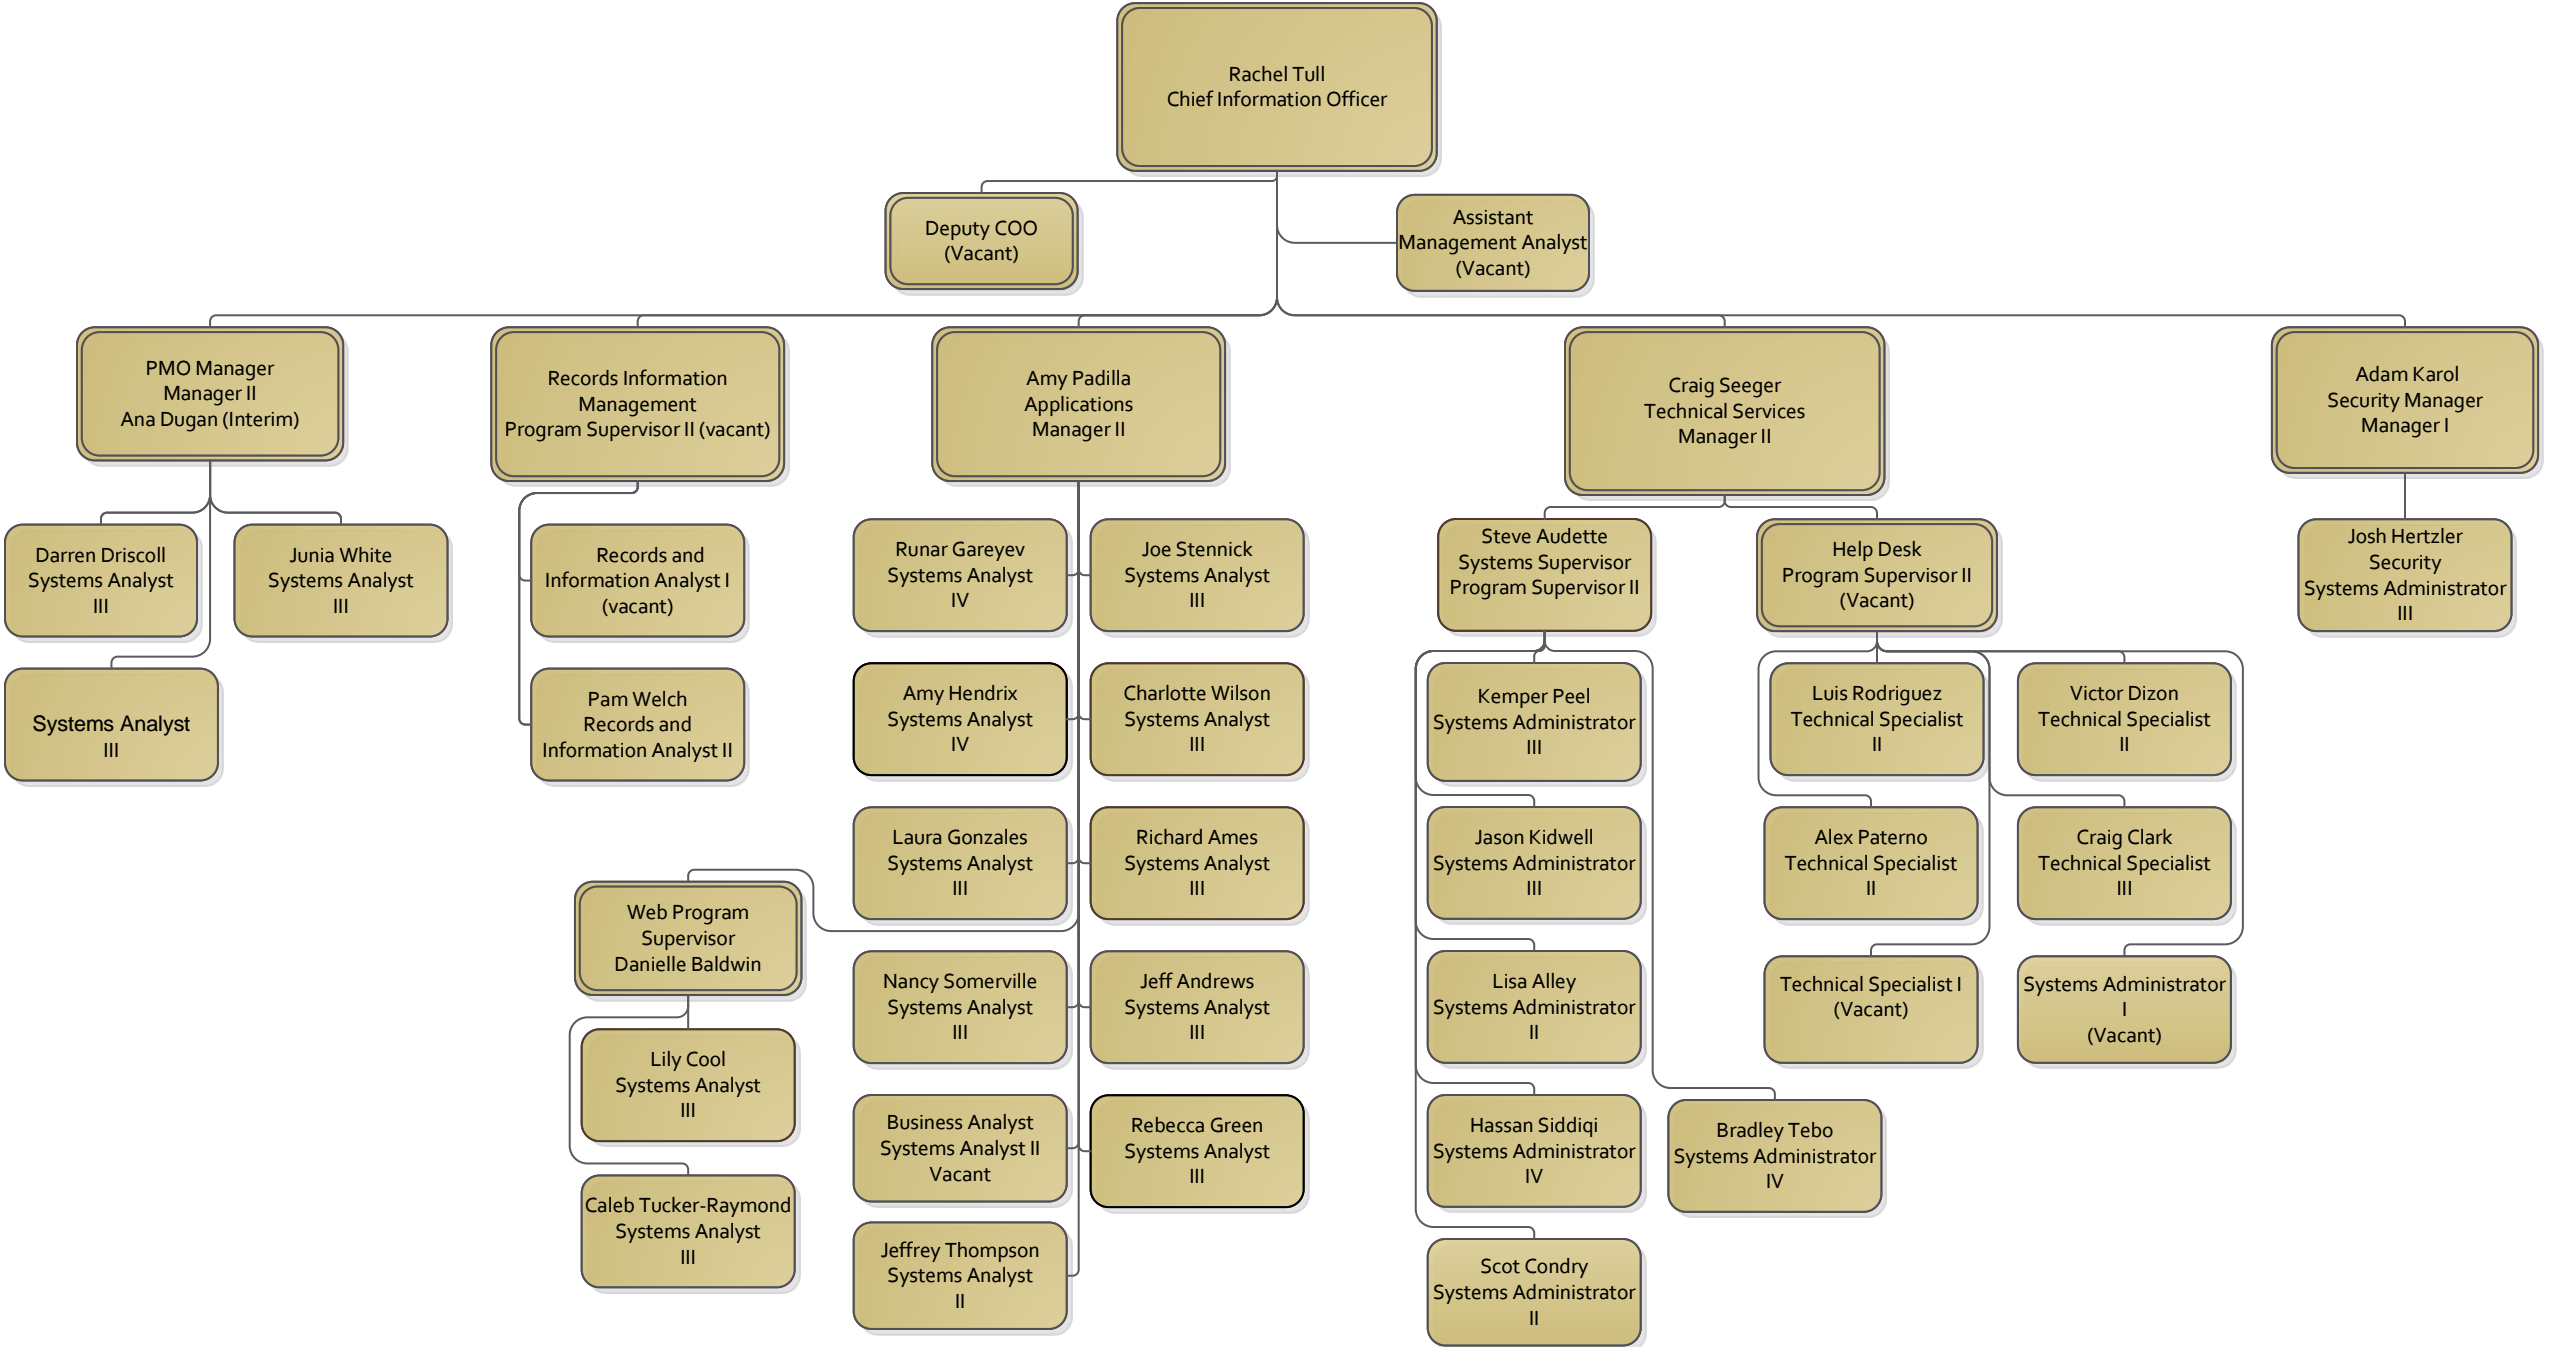 Rachel Tull
Chief Information Officer
Deputy COO
(Vacant)
Assistant
Management Analyst
(Vacant)
PMO Manager
Manager II
Ana Dugan (Interim)
Records Information
Management
Program Supervisor II (vacant)
Amy Padilla
Applications
Manager II
Craig Seeger
Technical Services
Manager II
Adam Karol
Security Manager
Manager I
Darren Driscoll
Systems Analyst
III
Junia White
Systems Analyst
III
Systems Analyst
III
Records and
Information Analyst I
(vacant)
Pam Welch
Records and
Information Analyst II
Runar Gareyev
Systems Analyst
IV
Joe Stennick
Systems Analyst
III
Amy Hendrix
Systems Analyst
IV
Charlotte Wilson
Systems Analyst
III
Laura Gonzales
Systems Analyst
III
Richard Ames
Systems Analyst
III
Web Program
Supervisor
Danielle Baldwin
Lily Cool
Systems Analyst
III
Caleb Tucker-Raymond
Systems Analyst
III
Nancy Somerville
Systems Analyst
III
Jeff Andrews
Systems Analyst
III
Business Analyst
Systems Analyst II
Vacant
Rebecca Green
Systems Analyst
III
Jeffrey Thompson
Systems Analyst
II
Steve Audette
Systems Supervisor
Program Supervisor II
Help Desk
Program Supervisor II
(Vacant)
Josh Hertzler
Security
Systems Administrator
III
Kemper Peel
Systems Administrator
III
Jason Kidwell
Systems Administrator
III
Lisa Alley
Systems Administrator
II
Hassan Siddiqi
Systems Administrator
IV
Bradley Tebo
Systems Administrator
IV
Scot Condry
Systems Administrator
II
Luis Rodriguez
Technical Specialist
II
Victor Dizon
Technical Specialist
II
Alex Paterno
Technical Specialist
II
Craig Clark
Technical Specialist
III
Technical Specialist I
(Vacant)
Systems Administrator
I
(Vacant)